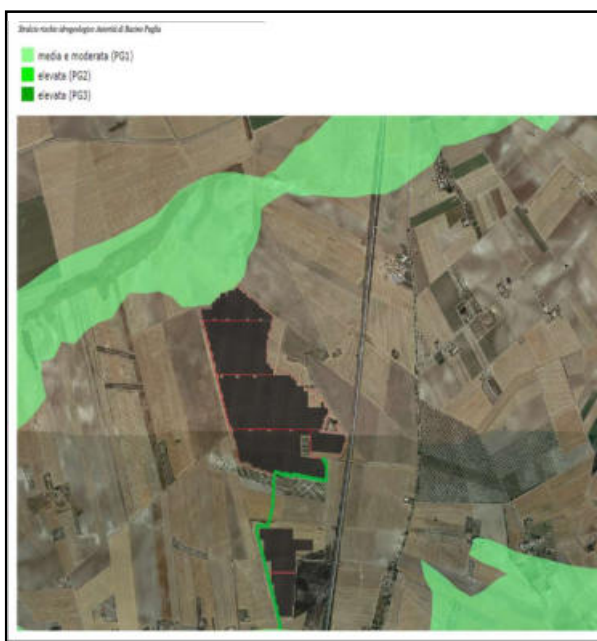 Stralcio rischio idrogeologico Autorità di Bacino Puglia
media e moderata (PG1)
elevata (PG2)
elevata (PG3)